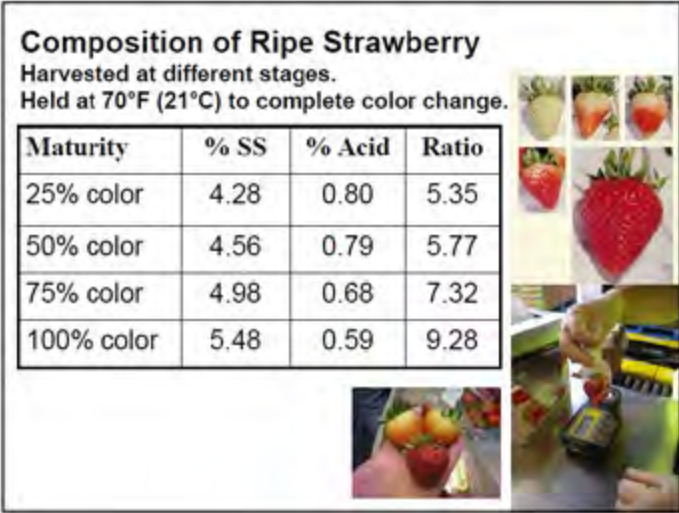 Composition of Ripe Strawberry
Harvested at different stages.
Held at 70°F (21°C) to complete color change.
Maturity % SS % Acid Ratio
25% color 4.28 0.80 5.35
50% color 4.56 0.79 5.77
75% color 4.98 0.68 7.32
100% color 5.48 0.59 9.28